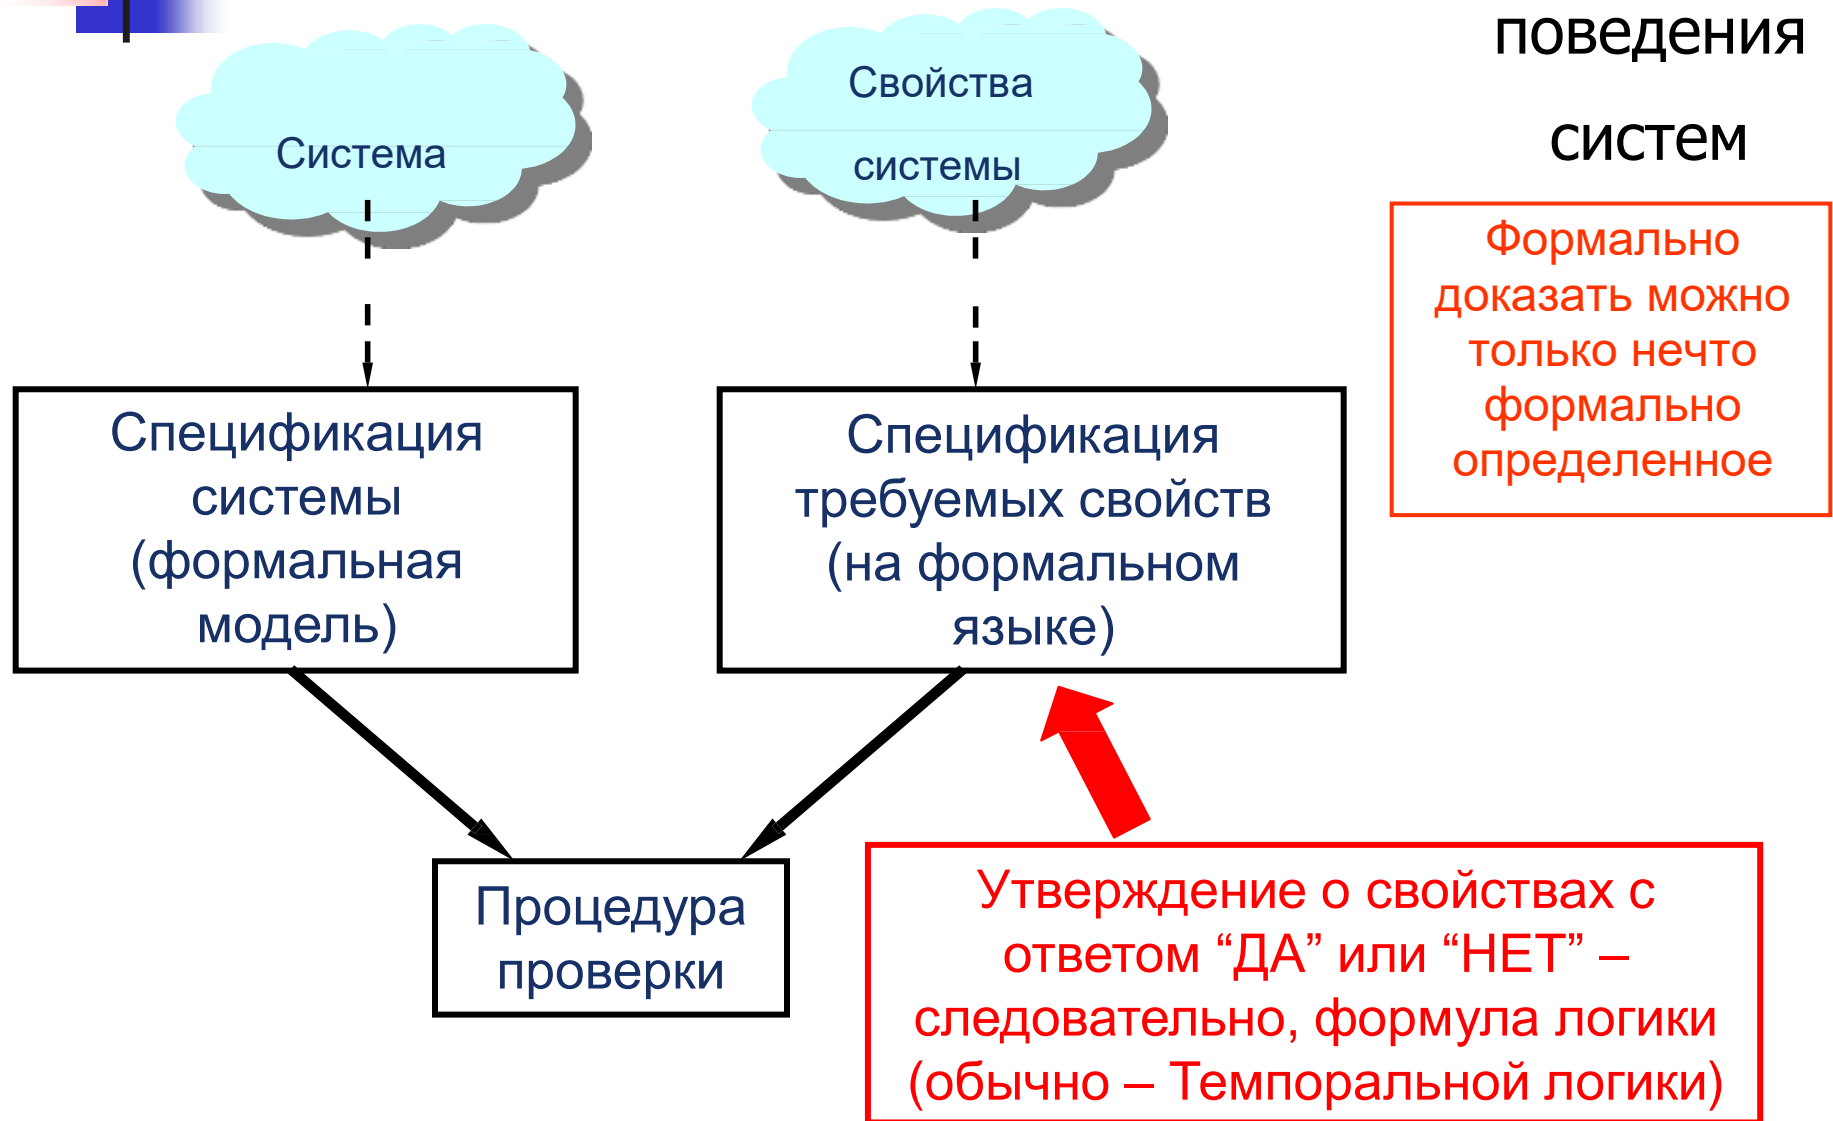 поведения
систем
Система
Свойства
системы
Формально
доказать можно
только нечто
формально
определенное
Спецификация
системы
(формальная
модель)
Спецификация
требуемых свойств
(на формальном
языке)
Процедура
проверки
Утверждение о свойствах с
ответом “ДА” или “НЕТ” –
следовательно, формула логики
(обычно – Темпоральной логики)